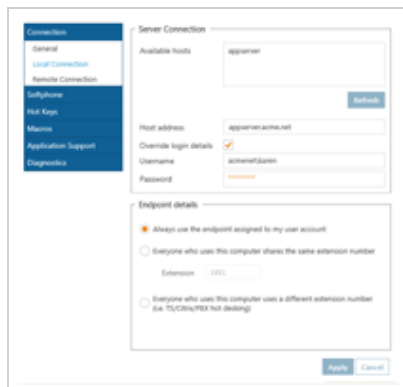 Connection
General
Local Connection
Remote Connection
Softphone
Hot Keys
Macros
Application Support
Diagnostics
Server Connection
Available hosts
appserver
Refresh
Host address
appserver.acme.net
Override login details
Username
acmenet\karen
Password
Endpoint details
Always use the endpoint assigned to my user account
Everyone who uses this computer shares the same extension number
Extension
1001
Everyone who uses this computer uses a different extension number
(i.e. TS/Citrix/PBX hot desking)
Apply
Cancel